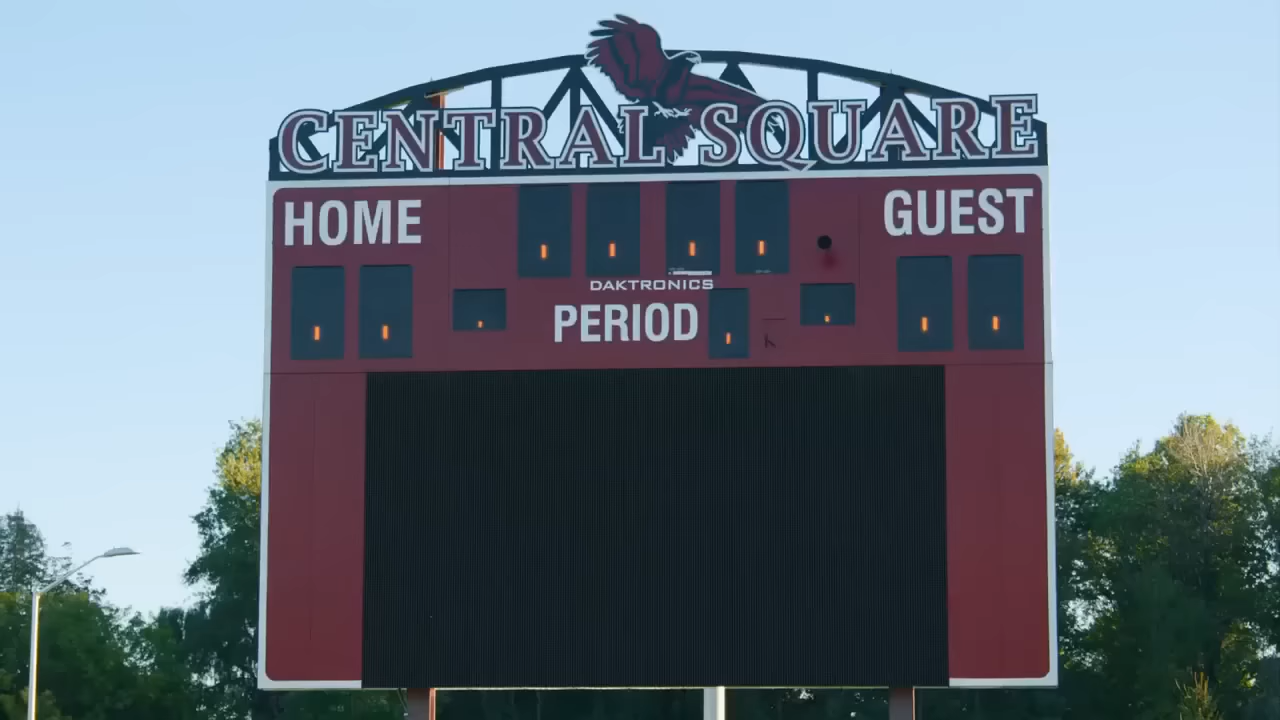 CENTRAL SQUARE
HOME
GUEST
DAKTRONICS
PERIOD